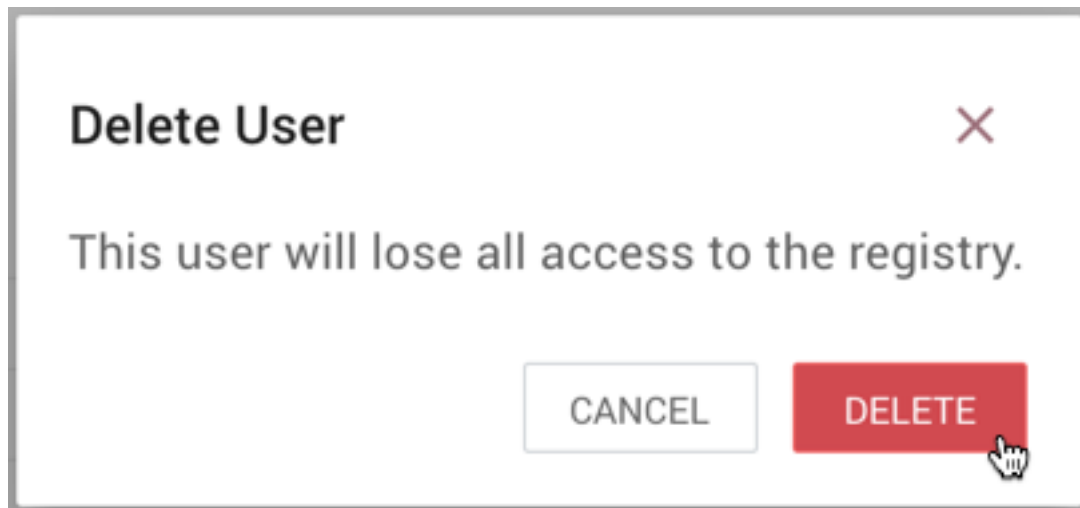 Delete User
This user will lose all access to the registry.
CANCEL DELETE